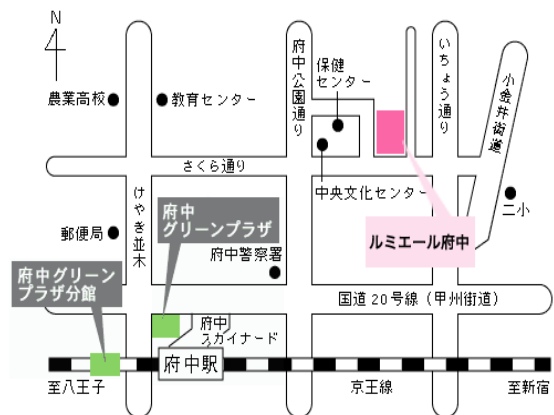 N
農業高校
教育センター
府中公園通り
保健
センター
いちょう通り
小金井街道
さくら通り
中央文化センター
けやき並木
府中
グリーンプラザ
郵便局
府中警察署
ルミエール府中
二小
府中グリーン
プラザ分館
国道20号線（甲州街道）
府中
スカイナード
府中駅
至八王子
京王線
至新宿